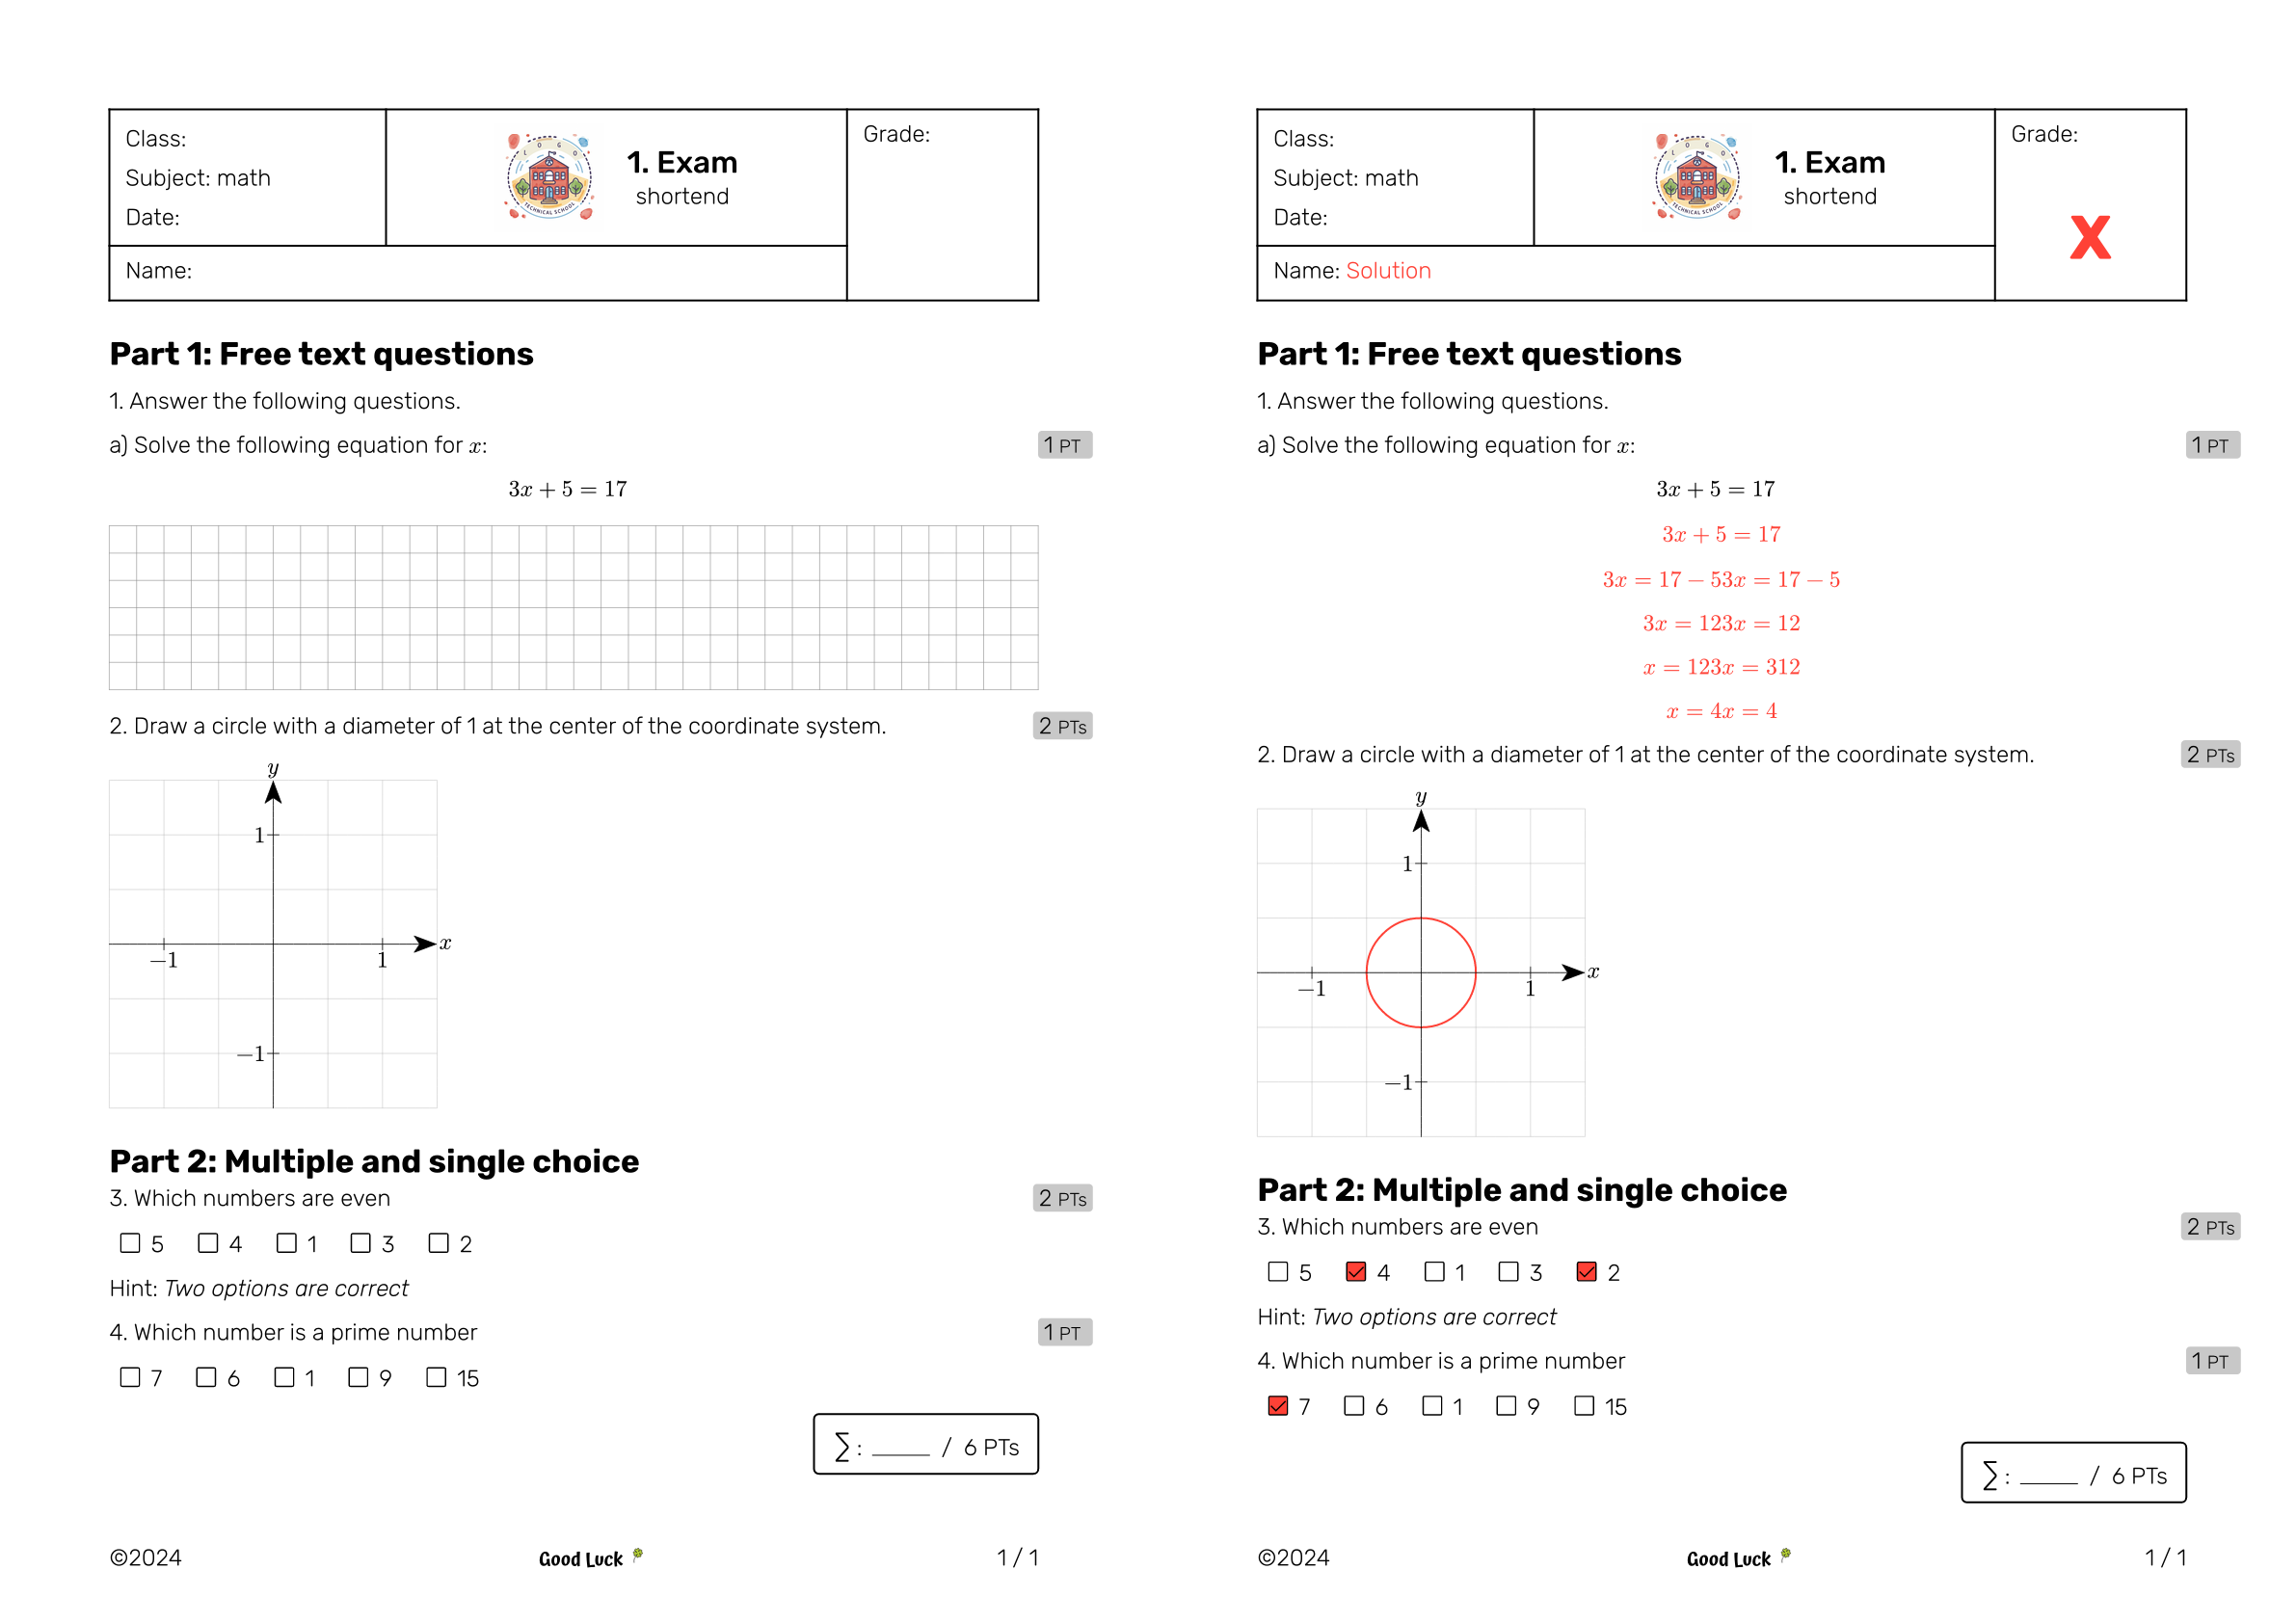 Class:
Subject: math
Date:
LOGO
TECHNICAL SCHOOL
1. Exam
shortend
Grade:
Name:
Part 1: Free text questions
1. Answer the following questions.
a) Solve the following equation for x:
1 PT
3x + 5 = 17
2. Draw a circle with a diameter of 1 at the center of the coordinate system.
2 PTs
y
1
x
−1
1
−1
Part 2: Multiple and single choice
3. Which numbers are even
2 PTs
5 4 1 3 2
Hint: Two options are correct
4. Which number is a prime number
1 PT
7 6 1 9 15
∑: _____ / 6 PTs
©2024
Good Luck
1 / 1
Class:
Subject: math
Date:
LOGO
TECHNICAL SCHOOL
1. Exam
shortend
Grade:
X
Name: Solution
Part 1: Free text questions
1. Answer the following questions.
a) Solve the following equation for x:
1 PT
3x + 5 = 17
3x + 5 = 17
3x = 17 − 53x = 17 − 5
3x = 123x = 12
x = 123x = 312
x = 4x = 4
2. Draw a circle with a diameter of 1 at the center of the coordinate system.
2 PTs
y
1
x
−1
1
−1
Part 2: Multiple and single choice
3. Which numbers are even
2 PTs
5 4 1 3 2
Hint: Two options are correct
4. Which number is a prime number
1 PT
7 6 1 9 15
∑: _____ / 6 PTs
©2024
Good Luck
1 / 1